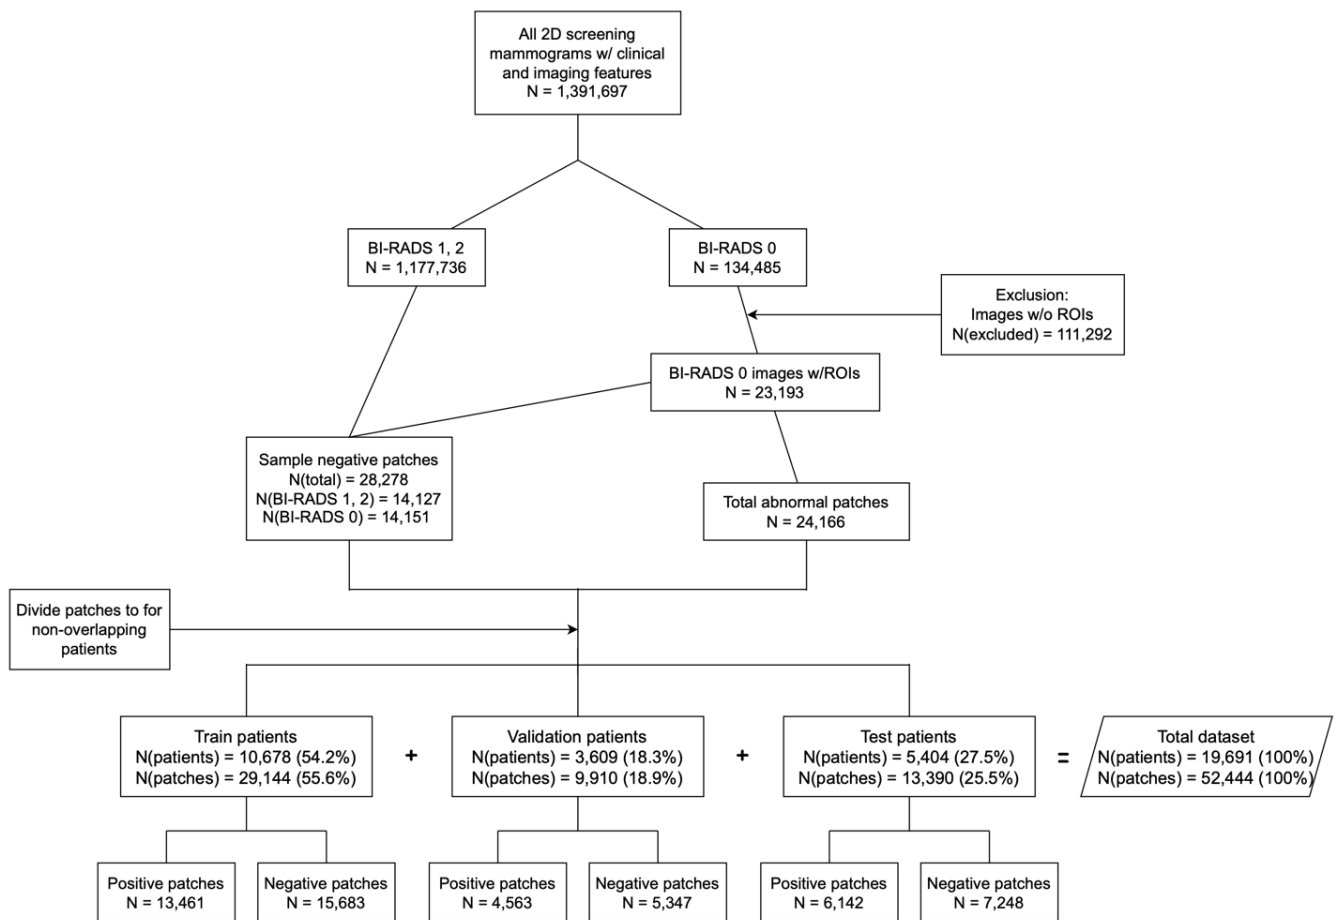 All 2D screening
mammograms w/ clinical
and imaging features
N = 1,391,697
BI-RADS 1, 2
N = 1,177,736
BI-RADS 0
N = 134,485
Exclusion:
Images w/o ROIs
N(excluded) = 111,292
BI-RADS 0 images w/ROIs
N = 23,193
Sample negative patches
N(total) = 28,278
N(BI-RADS 1, 2) = 14,127
N(BI-RADS 0) = 14,151
Total abnormal patches
N = 24,166
Divide patches to for
non-overlapping
patients
Train patients
N(patients) = 10,678 (54.2%)
N(patches) = 29,144 (55.6%)
+
Validation patients
N(patients) = 3,609 (18.3%)
N(patches) = 9,910 (18.9%)
+
Test patients
N(patients) = 5,404 (27.5%)
N(patches) = 13,390 (25.5%)
=
Total dataset
N(patients) = 19,691 (100%)
N(patches) = 52,444 (100%)
Positive patches
N = 13,461
Negative patches
N = 15,683
Positive patches
N = 4,563
Negative patches
N = 5,347
Positive patches
N = 6,142
Negative patches
N = 7,248